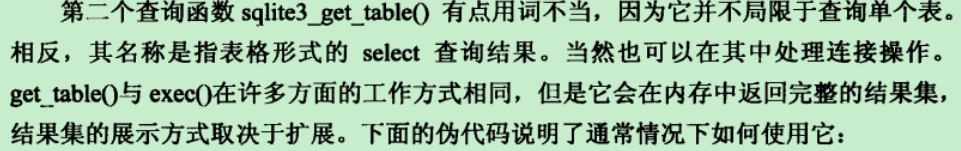 第二个查询函数 sqlite3_get_table() 有点用词不当，因为它并不局限于查询单个表。
相反，其名称是指表格形式的 select 查询结果。当然也可以在其中处理连接操作。
get_table()与 exec()在许多方面的工作方式相同，但是它会在内存中返回完整的结果集，
结果集的展示方式取决于扩展。下面的伪代码说明了通常情况下如何使用它：